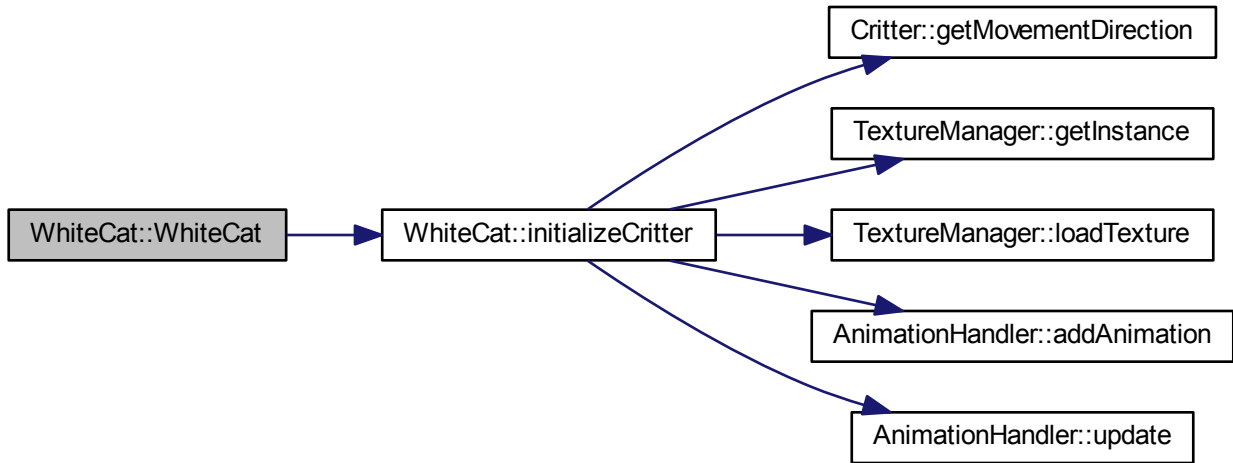 Critter::getMovementDirection
TextureManager::getInstance
WhiteCat::WhiteCat
WhiteCat::initializeCritter
TextureManager::loadTexture
AnimationHandler::addAnimation
AnimationHandler::update